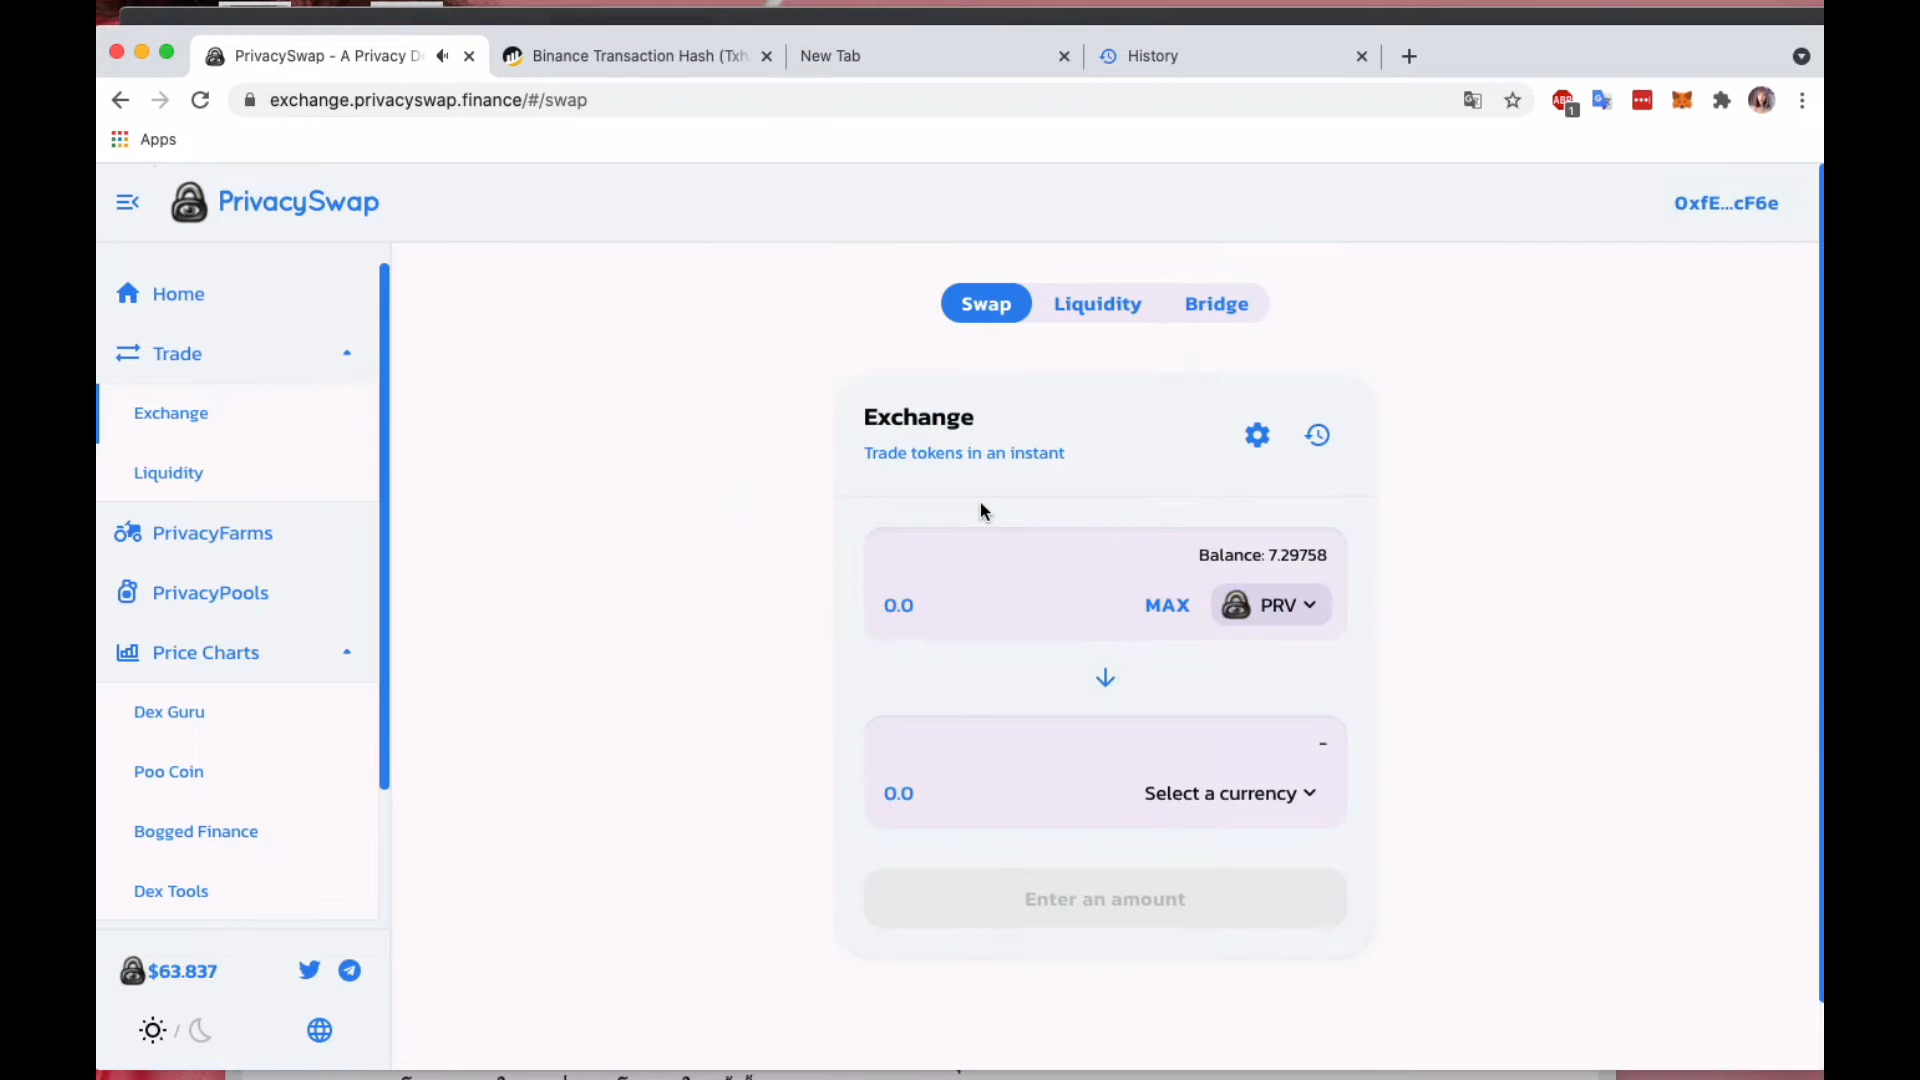 PrivacySwap - A Privacy D
Binance Transaction Hash (Txh
New Tab
History
exchange.privacyswap.finance/#/swap
ABP
1
Apps
PrivacySwap
0xfE...cF6e
Home
Trade
Exchange
Liquidity
PrivacyFarms
PrivacyPools
Price Charts
Dex Guru
Poo Coin
Bogged Finance
Dex Tools
$63.837
/
Swap
Liquidity
Bridge
Exchange
Trade tokens in an instant
Balance: 7.29758
0.0
MAX
PRV
-
0.0
Select a currency
Enter an amount